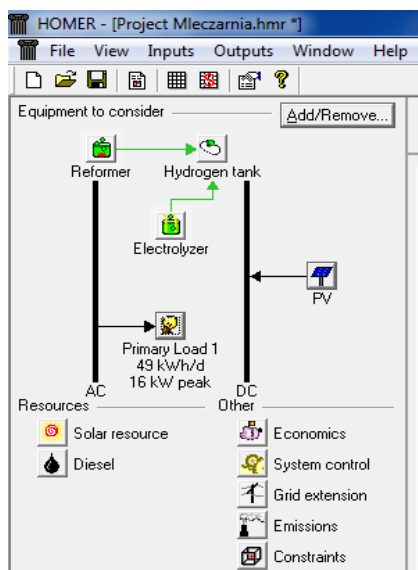 HOMER - [Project Mleczarnia.hmr *]
File View Inputs Outputs Window Help
Equipment to consider Add/Remove...
Reformer Hydrogen tank
Electrolyzer
PV
Primary Load 1
49 kWh/d
16 kW peak
AC DC
Resources Other
Solar resource Economics
Diesel System control
Grid extension
Emissions
Constraints